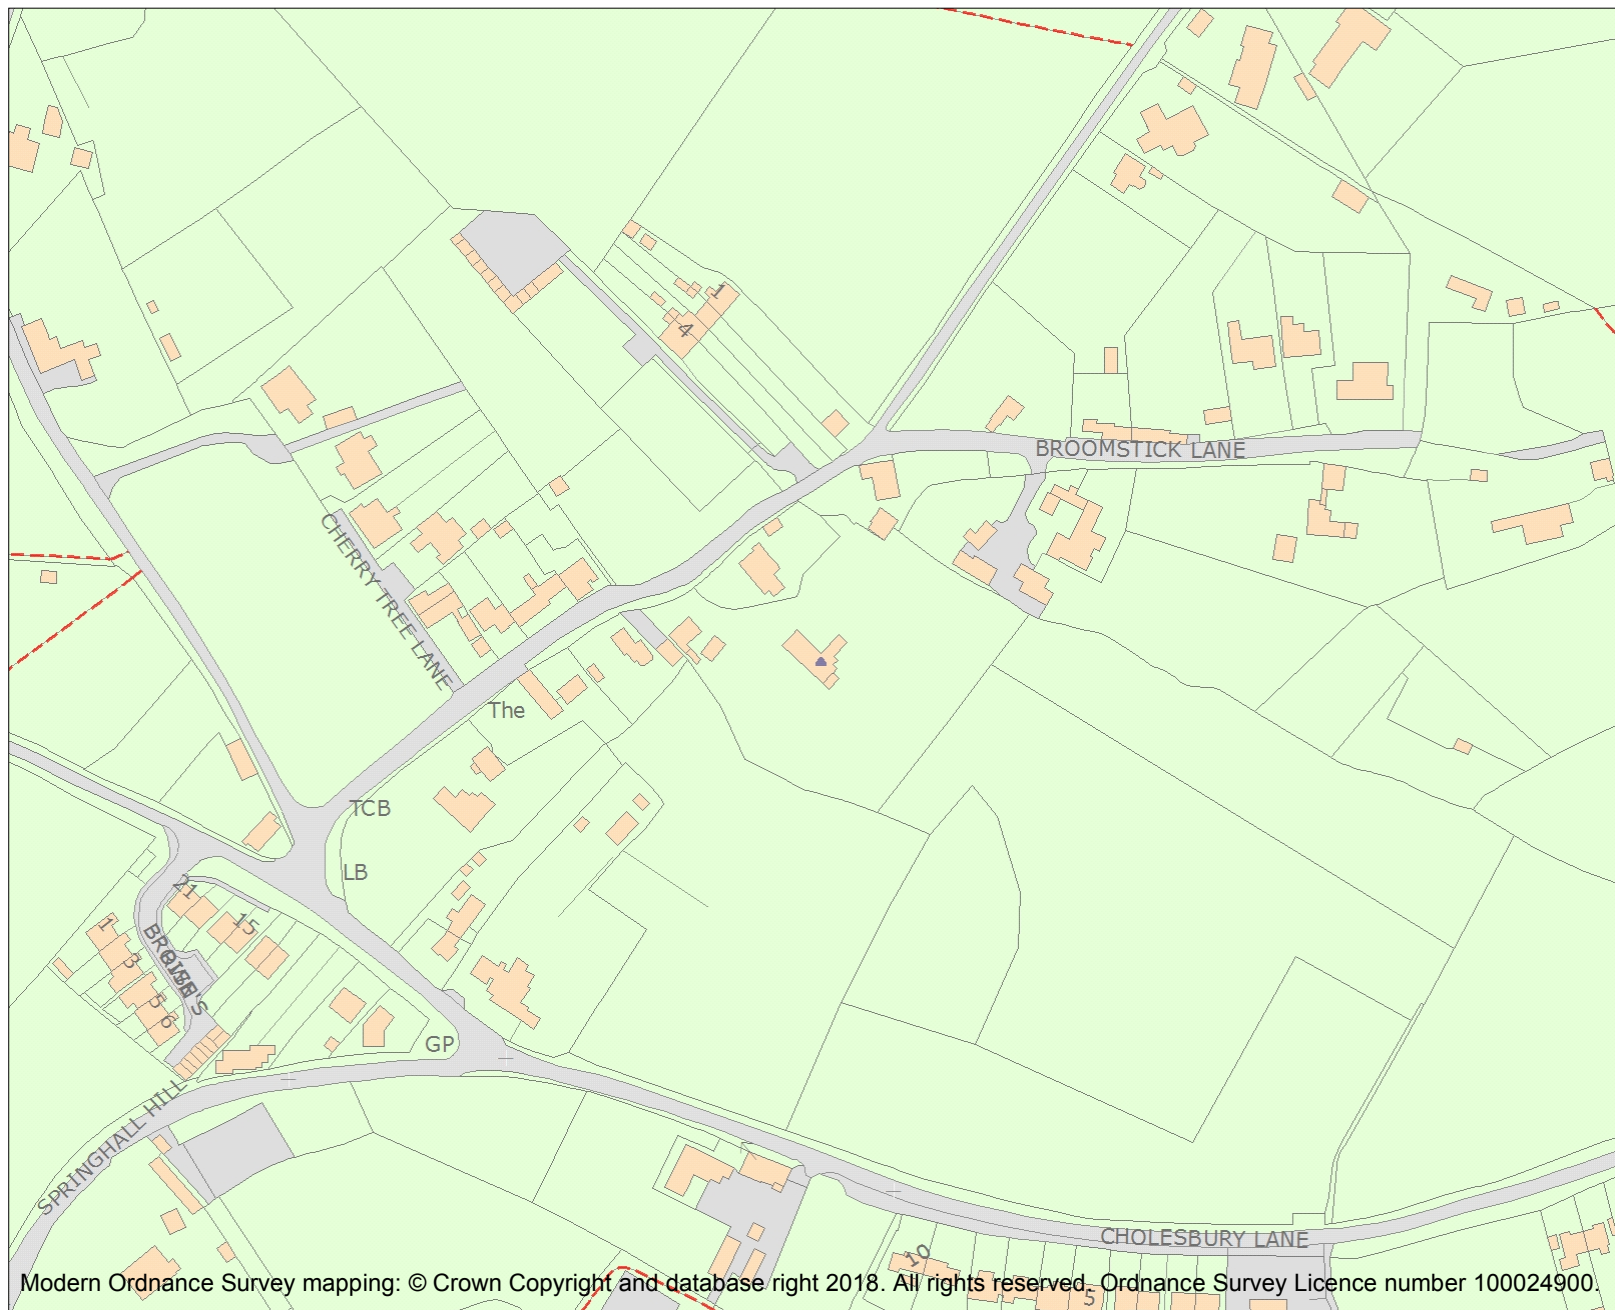 1
4
BROOMSTICK LANE
CHERRY TREE LANE
The
TCB
LB
21
15
1
3
5
6
BROWN'S
RISE
GP
SPRINGHALL HILL
CHOLESBURY LANE
10
5
Modern Ordnance Survey mapping: © Crown Copyright and database right 2018. All rights reserved. Ordnance Survey Licence number 100024900.